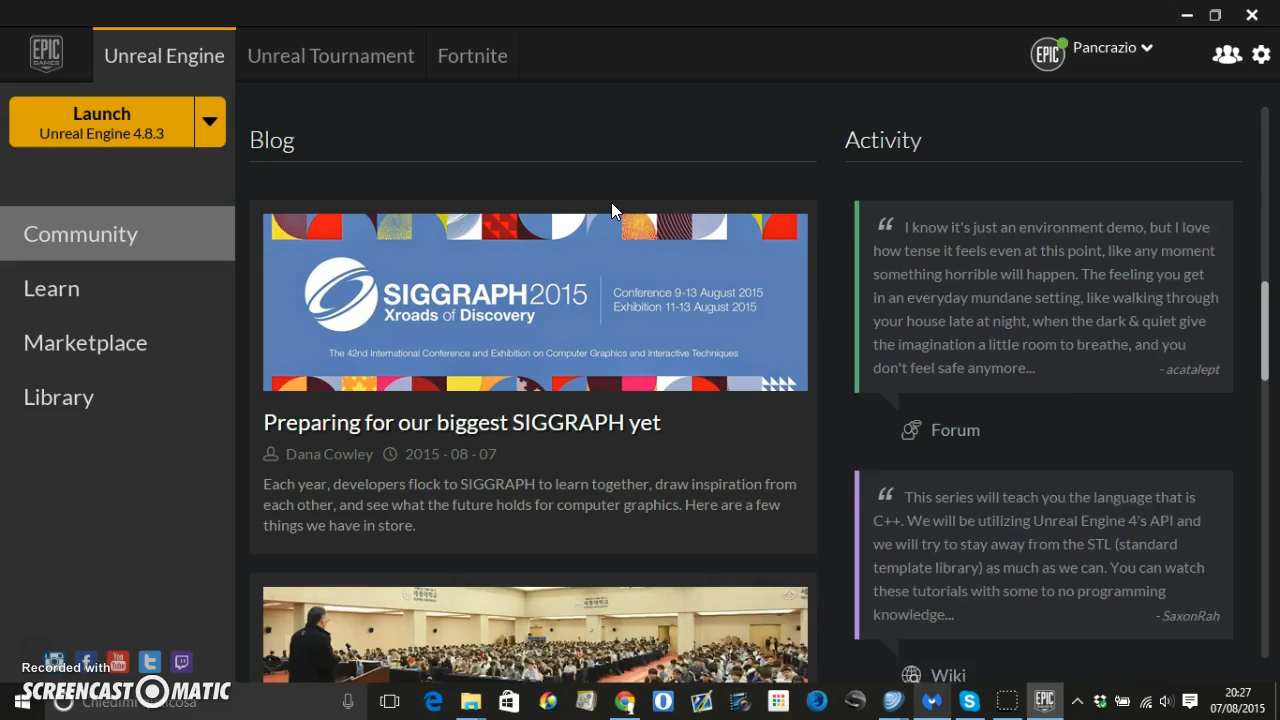 EPIC
GAMES
Unreal Engine
Unreal Tournament
Fortnite
EPIC
Pancrazio
Launch
Unreal Engine 4.8.3
Community
Learn
Marketplace
Library
Blog
SIGGRAPH2015
Xroads of Discovery
Conference 9-13 August 2015
Exhibition 11-13 August 2015
The 42nd International Conference and Exhibition on Computer Graphics and Interactive Techniques
Preparing for our biggest SIGGRAPH yet
Dana Cowley 2015 - 08 - 07
Each year, developers flock to SIGGRAPH to learn together, draw inspiration from
each other, and see what the future holds for computer graphics. Here are a few
things we have in store.
Activity
“ I know it's just an environment demo, but I love
how tense it feels even at this point, like any moment
something horrible will happen. The feeling you get
in an everyday mundane setting, like walking through
your house late at night, when the dark & quiet give
the imagination a little room to breathe, and you
don't feel safe anymore...
- acatalept
Forum
“ This series will teach you the language that is
C++. We will be utilizing Unreal Engine 4's API and
we will try to stay away from the STL (standard
template library) as much as we can. You can watch
these tutorials with some to no programming
knowledge...
- SaxonRah
Wiki
Recorded with
SCREENCAST-O-MATIC
20:27
07/08/2015